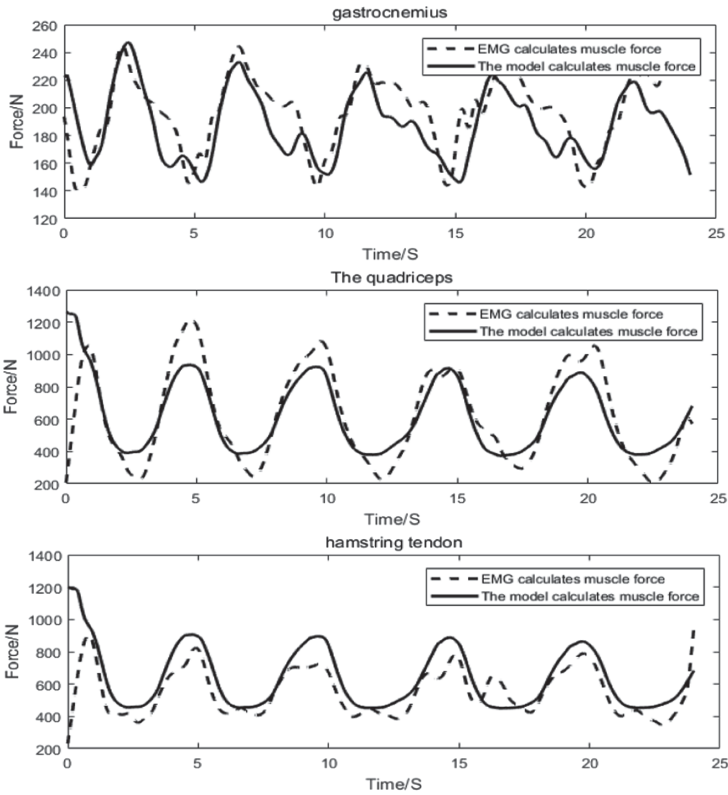 gastrocnemius
260
240
220
200
180
160
140
120
Force/N
EMG calculates muscle force
The model calculates muscle force
0 5 10 15 20 25
Time/S
The quadriceps
1400
1200
1000
800
600
400
200
Force/N
EMG calculates muscle force
The model calculates muscle force
0 5 10 15 20 25
Time/S
hamstring tendon
1400
1200
1000
800
600
400
200
Force/N
EMG calculates muscle force
The model calculates muscle force
0 5 10 15 20 25
Time/S